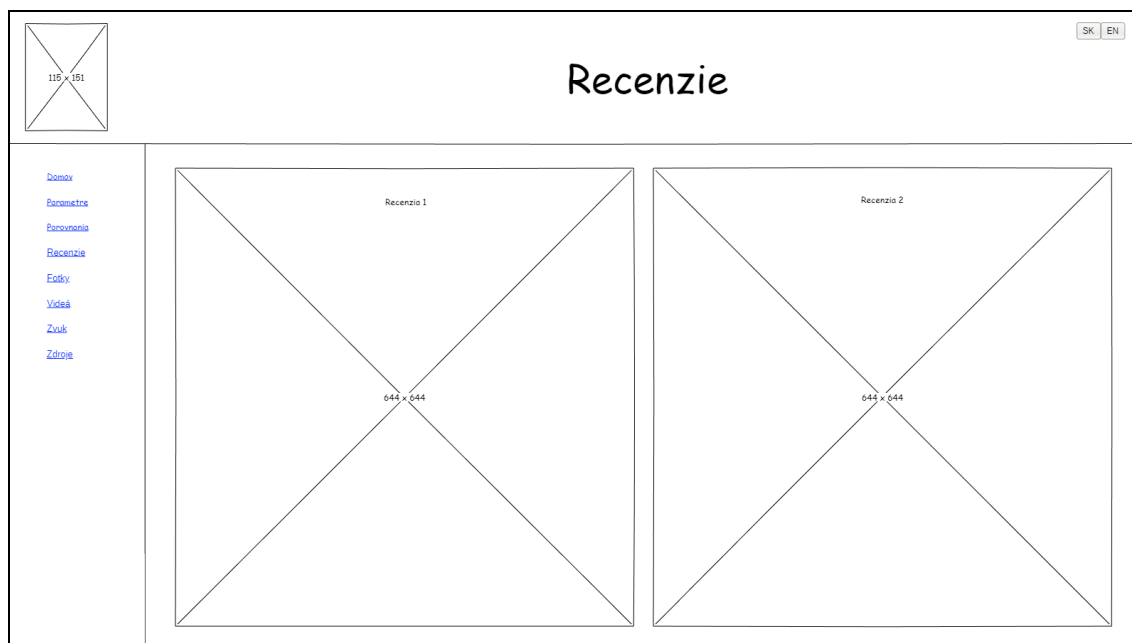 SK EN
115 x 151
Recenzie
Domov
Parametre
Porovnania
Recenzie
Fotky
Videá
Zvuk
Zdroje
Recenzia 1
644 x 644
Recenzia 2
644 x 644